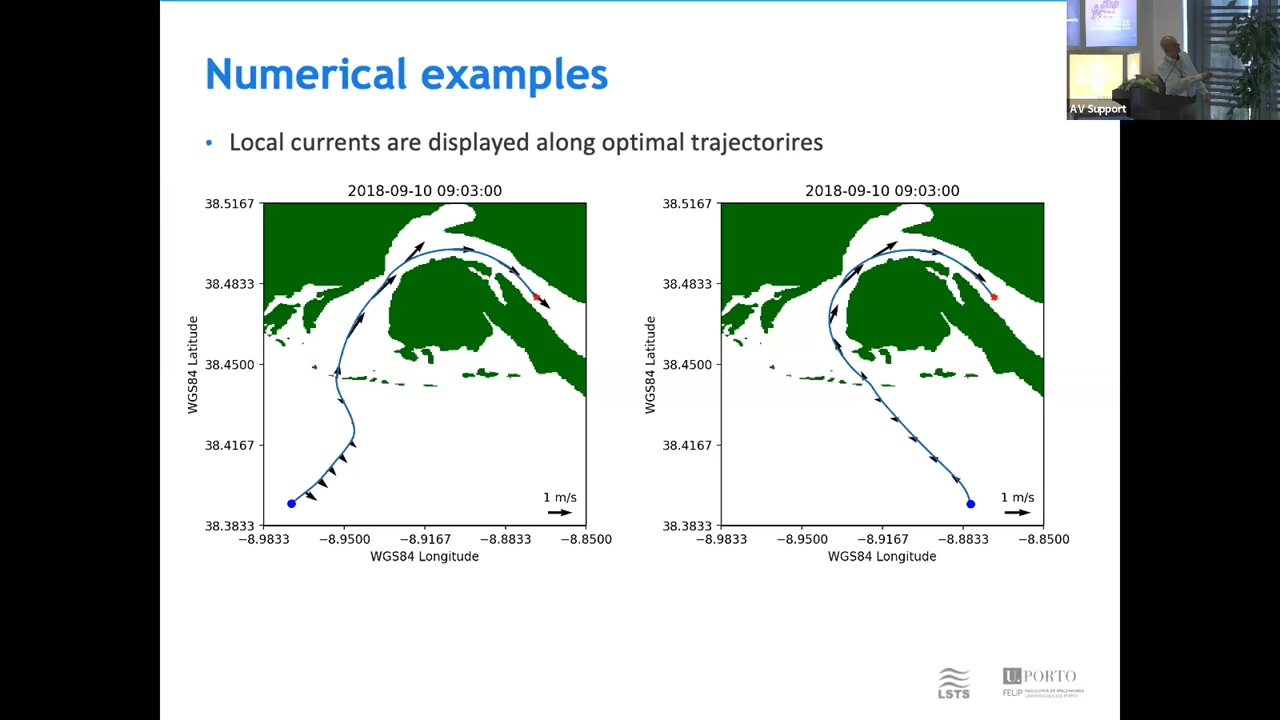 Numerical examples
AV Support
• Local currents are displayed along optimal trajectorires
2018-09-10 09:03:00
38.5167
38.4833
38.4500
38.4167
38.3833
WGS84 Latitude
1 m/s
−8.9833 −8.9500 −8.9167 −8.8833 −8.8500
WGS84 Longitude
2018-09-10 09:03:00
38.5167
38.4833
38.4500
38.4167
38.3833
WGS84 Latitude
1 m/s
−8.9833 −8.9500 −8.9167 −8.8833 −8.8500
WGS84 Longitude
LSTS
U. PORTO
FEUP